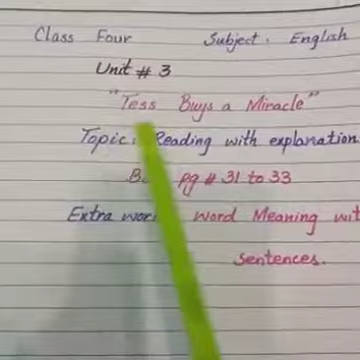 Class Four Subject. English
Unit # 3
"Tess Buys a Miracle"
Topic: Reading with explanation.
pg # 31 to 33
Extra word Meaning
sentences.